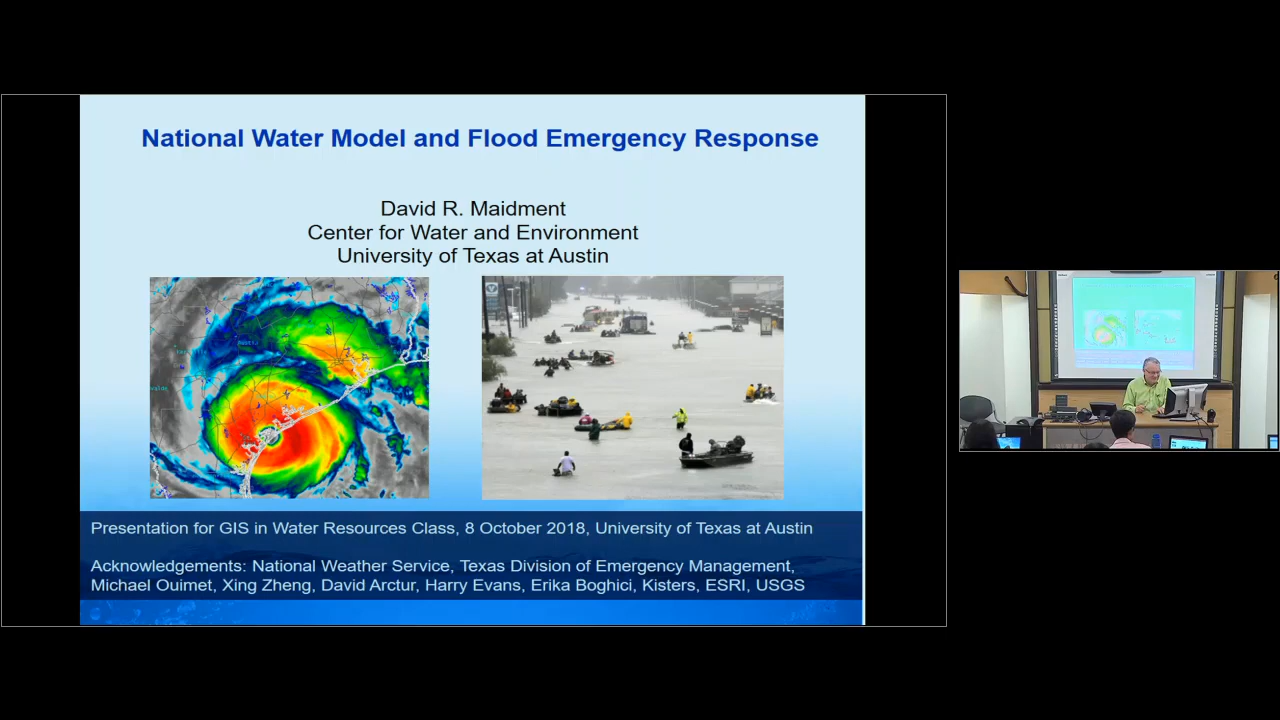 National Water Model and Flood Emergency Response
David R. Maidment
Center for Water and Environment
University of Texas at Austin
Presentation for GIS in Water Resources Class, 8 October 2018, University of Texas at Austin
Acknowledgements: National Weather Service, Texas Division of Emergency Management,
Michael Ouimet, Xing Zheng, David Arctur, Harry Evans, Erika Boghici, Kisters, ESRI, USGS